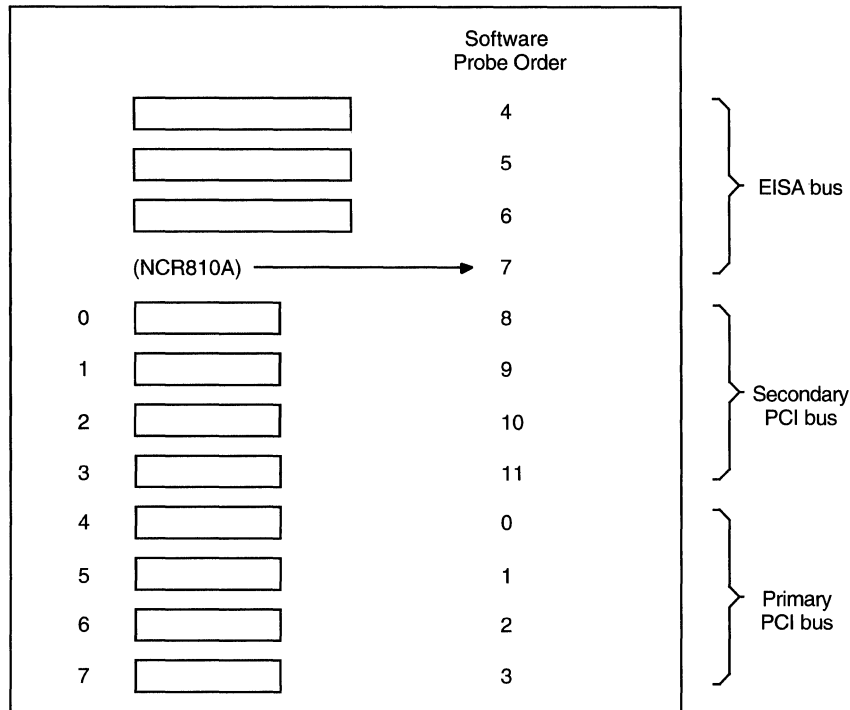 Software
Probe Order
4
5
6
EISA bus
(NCR810A) 7
0 8
1 9
Secondary
PCI bus
2 10
3 11
4 0
5 1
Primary
PCI bus
6 2
7 3